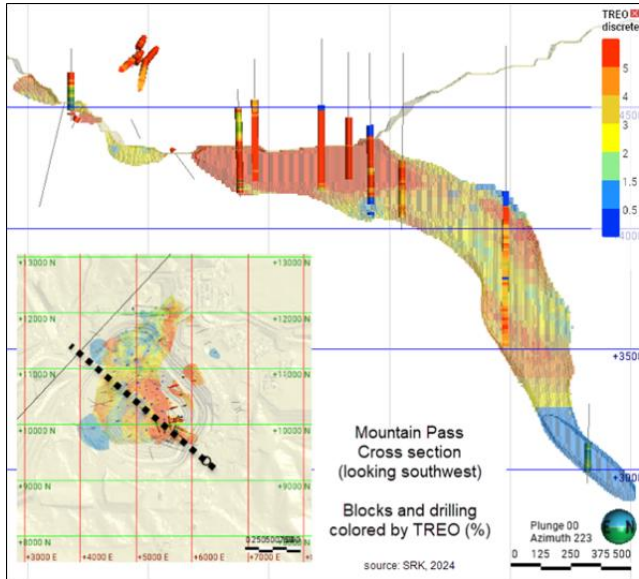 TREO
discrete
5
4
3
2
1.5
0.5
+3500
+13000 N
+13000 N
+12000 N
+12000 N
+11000 N
+11000 N
+10000 N
+10000 N
+9000 N
+9000 N
+8000 N
+3000 E
+4000 E
+5000 E
+6000 E
+7000 E
Mountain Pass
Cross section
(looking southwest)
Blocks and drilling
colored by TREO (%)
source: SRK, 2024
Plunge 00
Azimuth 223
0 125 250 375 500